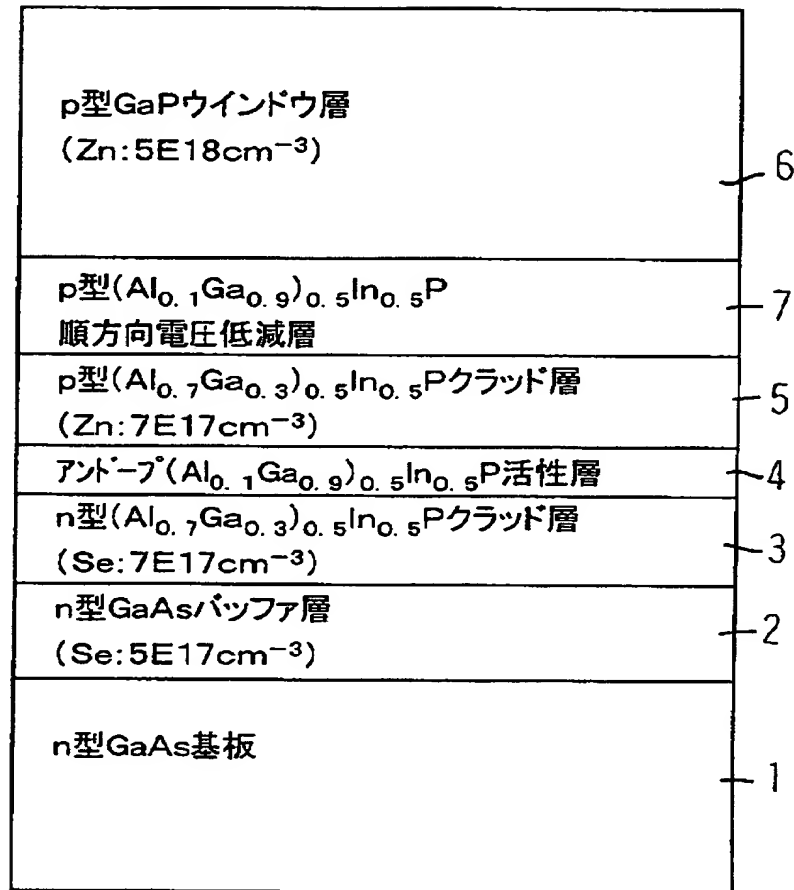 p型GaPウインドウ層
(Zn:5E18cm⁻³)
6
p型(Al₀.₁Ga₀.₉)₀.₅In₀.₅P
順方向電圧低減層
7
p型(Al₀.₇Ga₀.₃)₀.₅In₀.₅Pクラッド層
(Zn:7E17cm⁻³)
5
アンドープ(Al₀.₁Ga₀.₉)₀.₅In₀.₅P活性層
4
n型(Al₀.₇Ga₀.₃)₀.₅In₀.₅Pクラッド層
(Se:7E17cm⁻³)
3
n型GaAsバッファ層
(Se:5E17cm⁻³)
2
n型GaAs基板
1